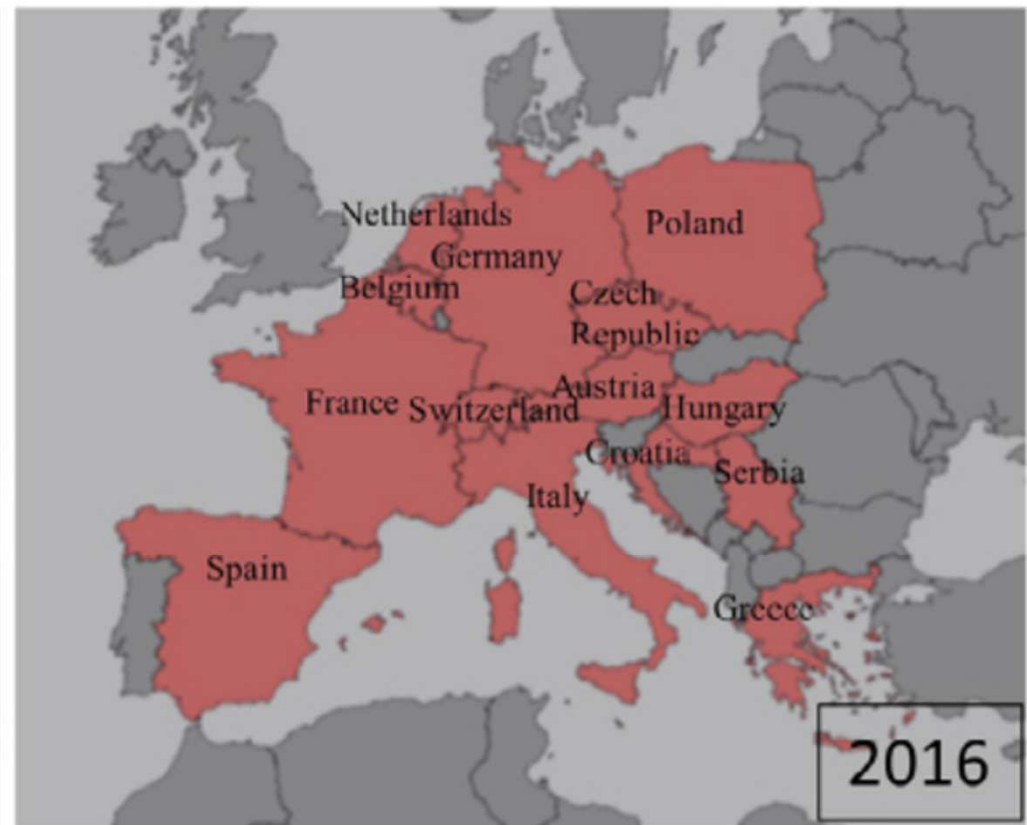 Netherlands
Poland
Germany
Belgium
Czech
Republic
Austria
France
Switzerland
Hungary
Croatia
Serbia
Italy
Spain
Greece
2016